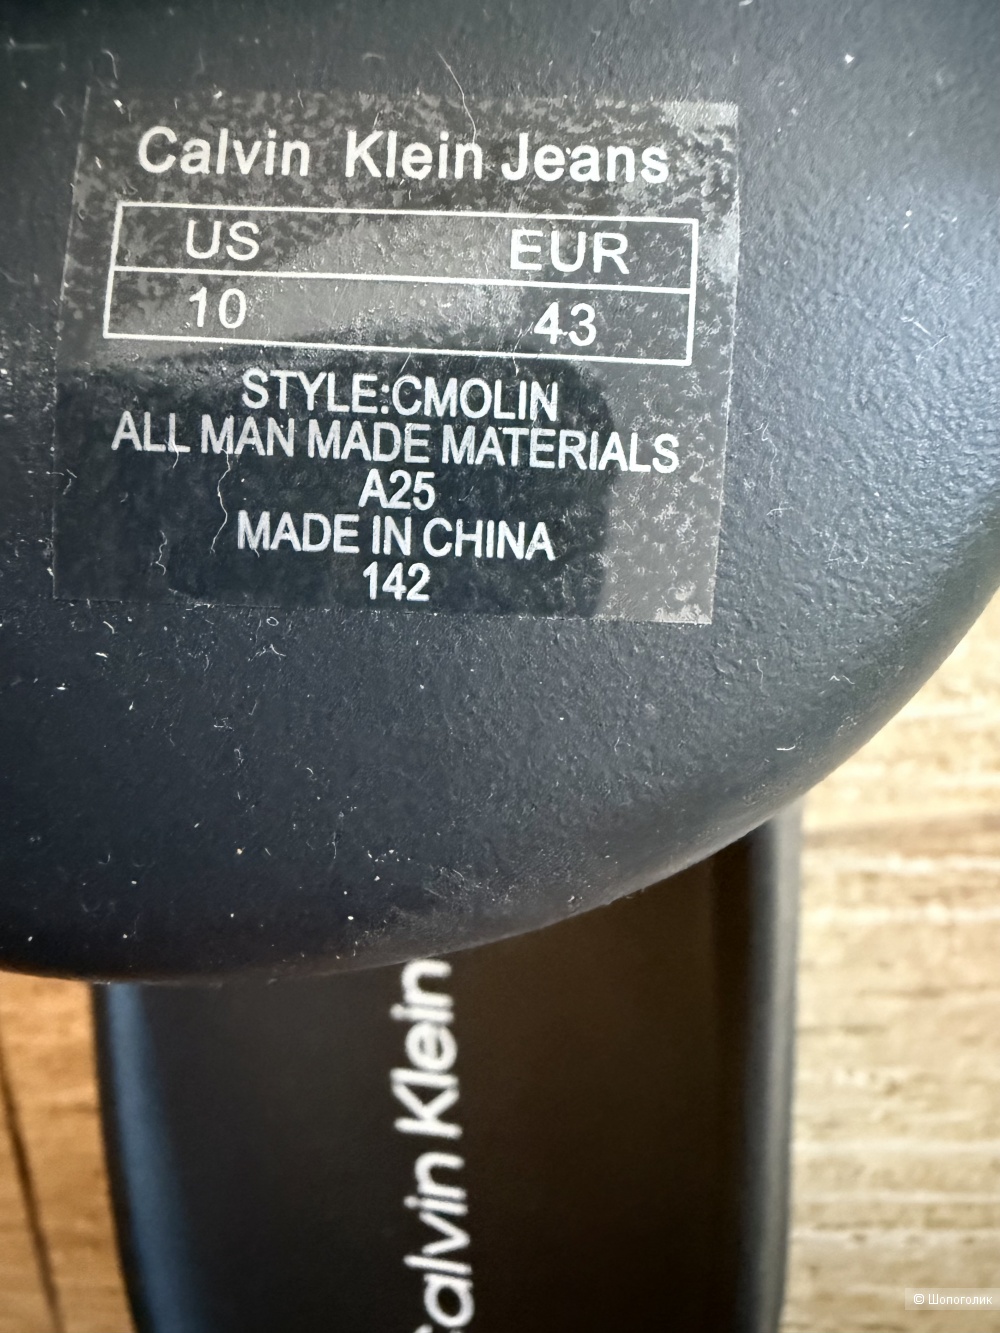 Calvin Klein Jeans
US EUR
10 43
STYLE:CMOLIN
ALL MAN MADE MATERIALS
A25
MADE IN CHINA
142
Calvin Klein
© Шопоголик